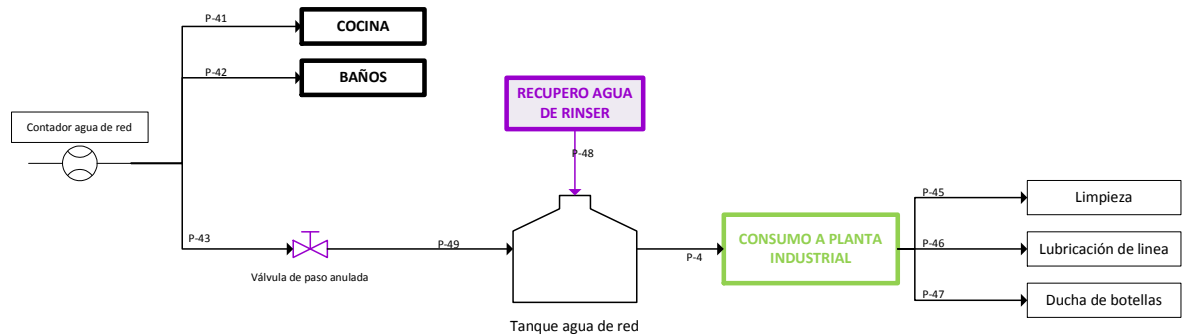 P-41
COCINA
P-42
BAÑOS
Contador agua de red
RECUPERO AGUA
DE RINSER
P-48
P-43
Válvula de paso anulada
P-49
Tanque agua de red
P-4
CONSUMO A PLANTA
INDUSTRIAL
P-45
Limpieza
P-46
Lubricación de linea
P-47
Ducha de botellas